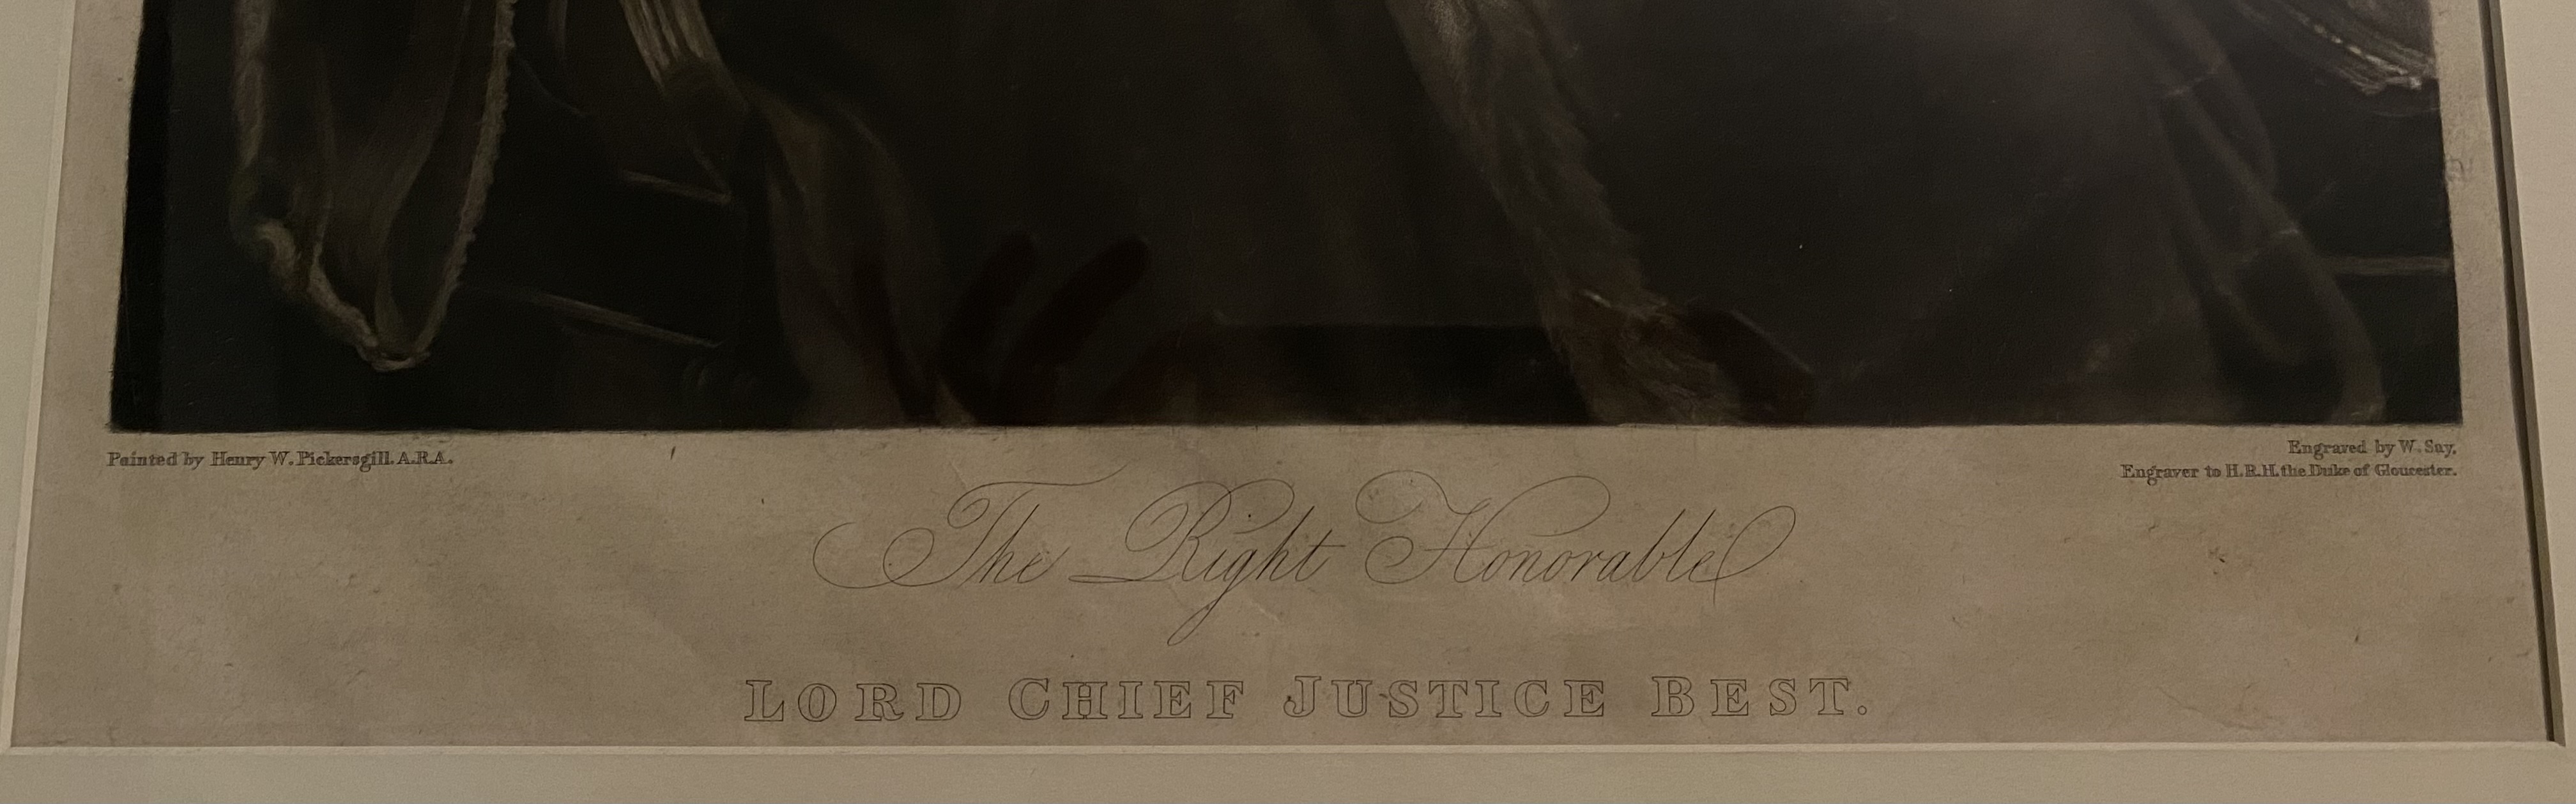 Painted by Henry W. Pickersgill. A.R.A.
Engraved by W. Say,
Engraver to H.R.H. the Duke of Gloucester.
The Right Honorable
LORD CHIEF JUSTICE BEST.